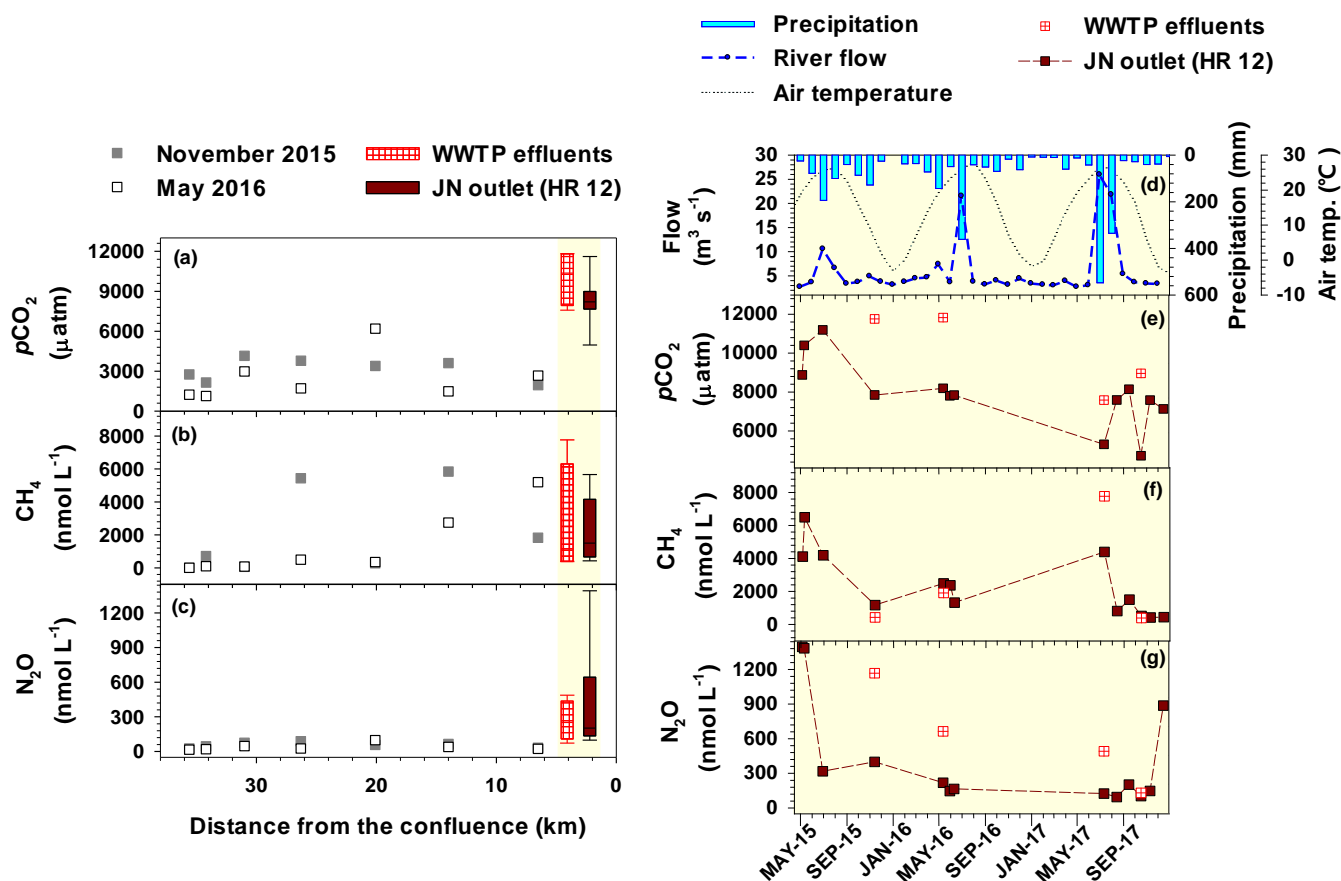 Precipitation
WWTP effluents
River flow
JN outlet (HR 12)
Air temperature
November 2015
WWTP effluents
May 2016
JN outlet (HR 12)
(a)
12000
9000
6000
3000
0
pCO2
(µatm)
(b)
8000
6000
4000
2000
0
CH4
(nmol L-1)
(c)
1200
900
600
300
0
N2O
(nmol L-1)
30
20
10
0
Distance from the confluence (km)
(d)
30
25
20
15
10
5
Flow
(m3 s-1)
0
200
400
600
Precipitation (mm)
30
20
10
0
-10
Air temp. (°C)
(e)
12000
10000
8000
6000
pCO2
(µatm)
(f)
8000
6000
4000
2000
0
CH4
(nmol L-1)
(g)
1200
900
600
300
0
N2O
(nmol L-1)
MAY-15
SEP-15
JAN-16
MAY-16
SEP-16
JAN-17
MAY-17
SEP-17